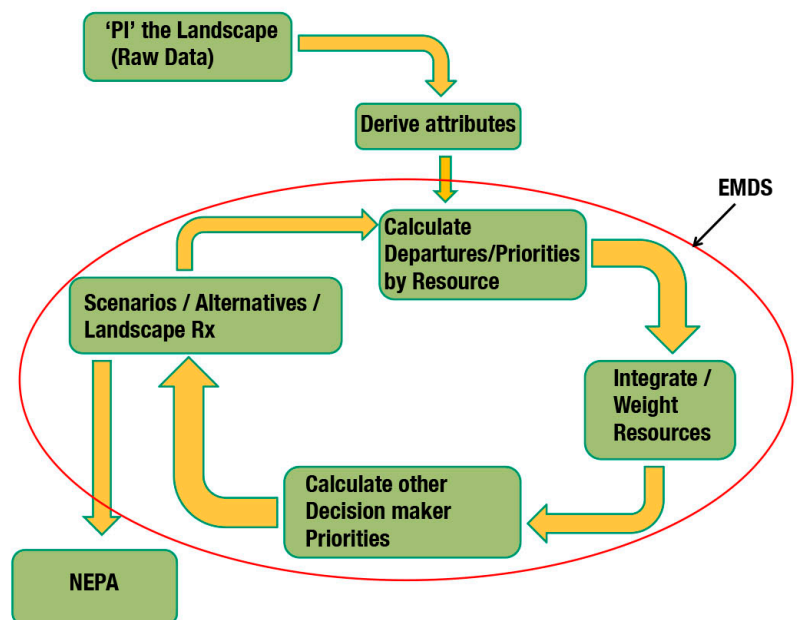 ‘PI’ the Landscape
(Raw Data)
Derive attributes
EMDS
Calculate
Departures/Priorities
by Resource
Scenarios / Alternatives /
Landscape Rx
Integrate /
Weight
Resources
Calculate other
Decision maker
Priorities
NEPA